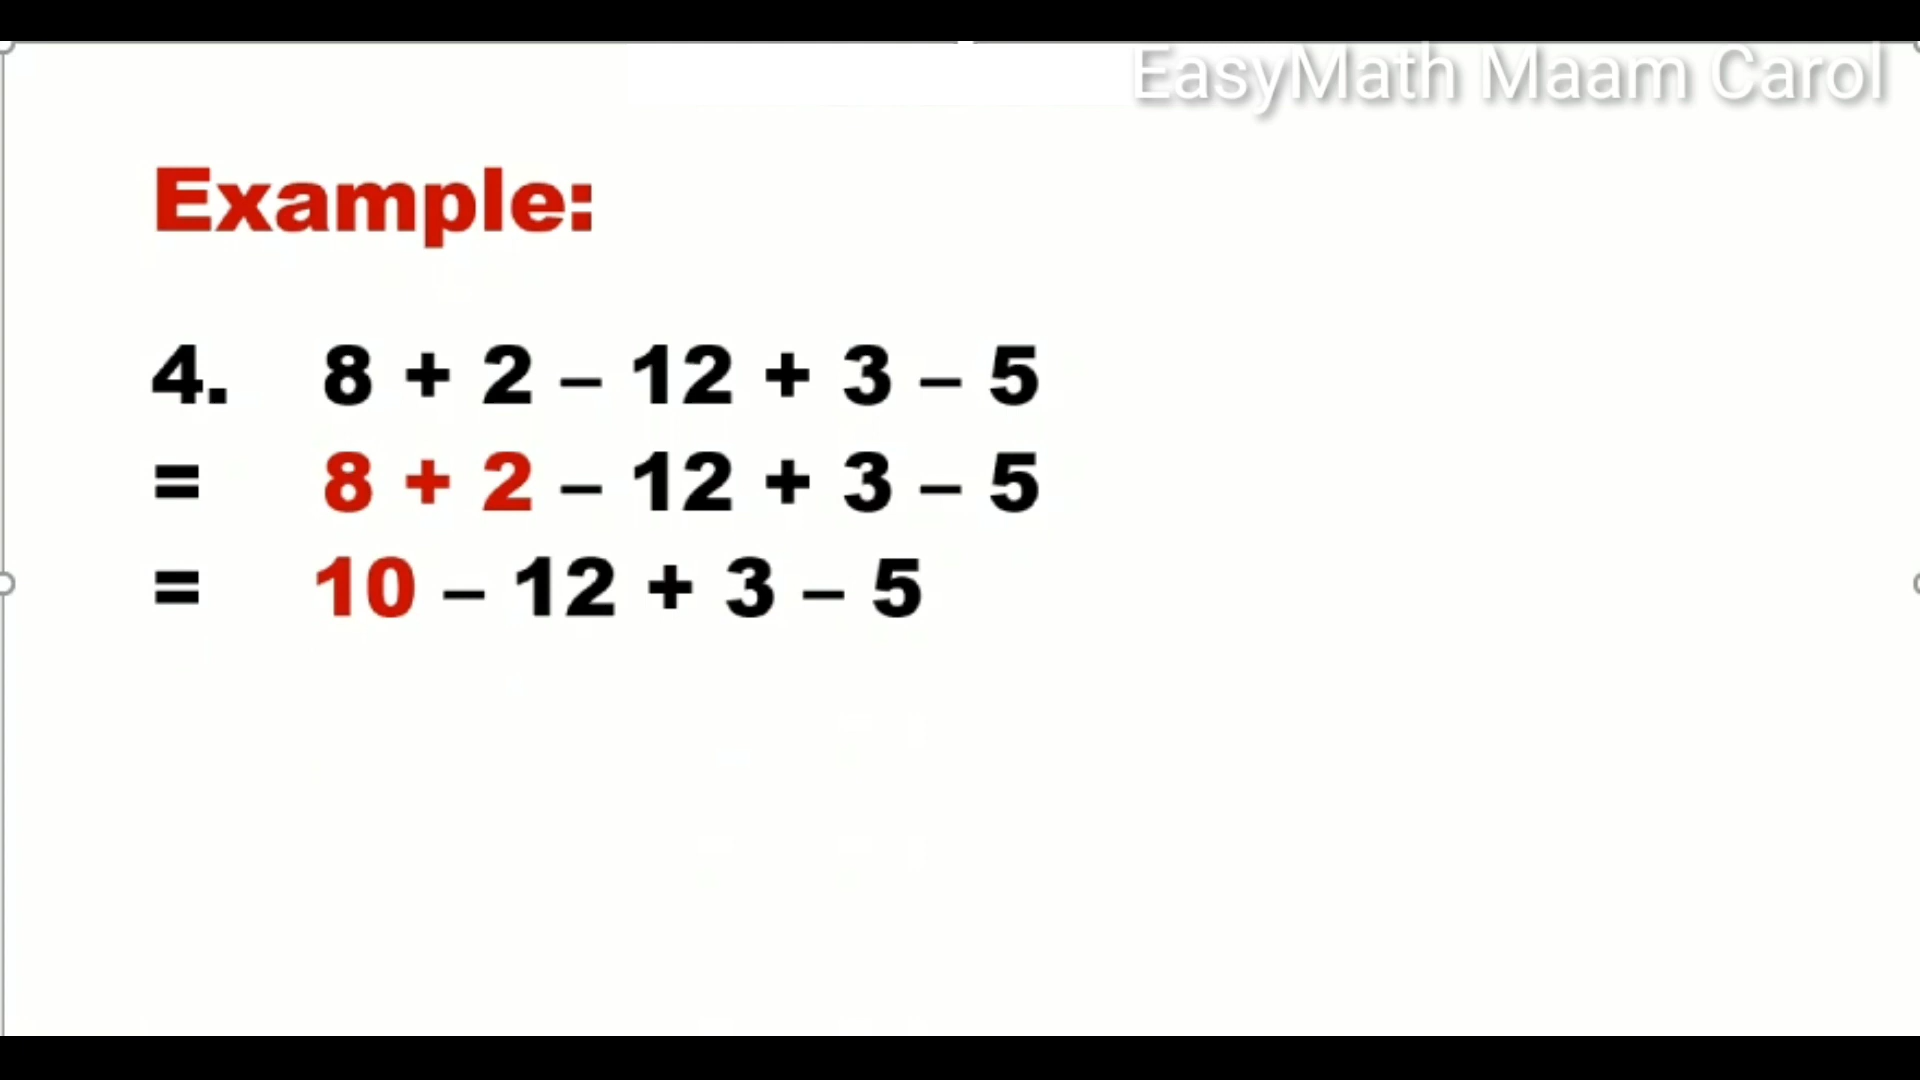 EasyMath Maam Carol
Example:
4. 8 + 2 – 12 + 3 – 5
= 8 + 2 – 12 + 3 – 5
= 10 – 12 + 3 – 5